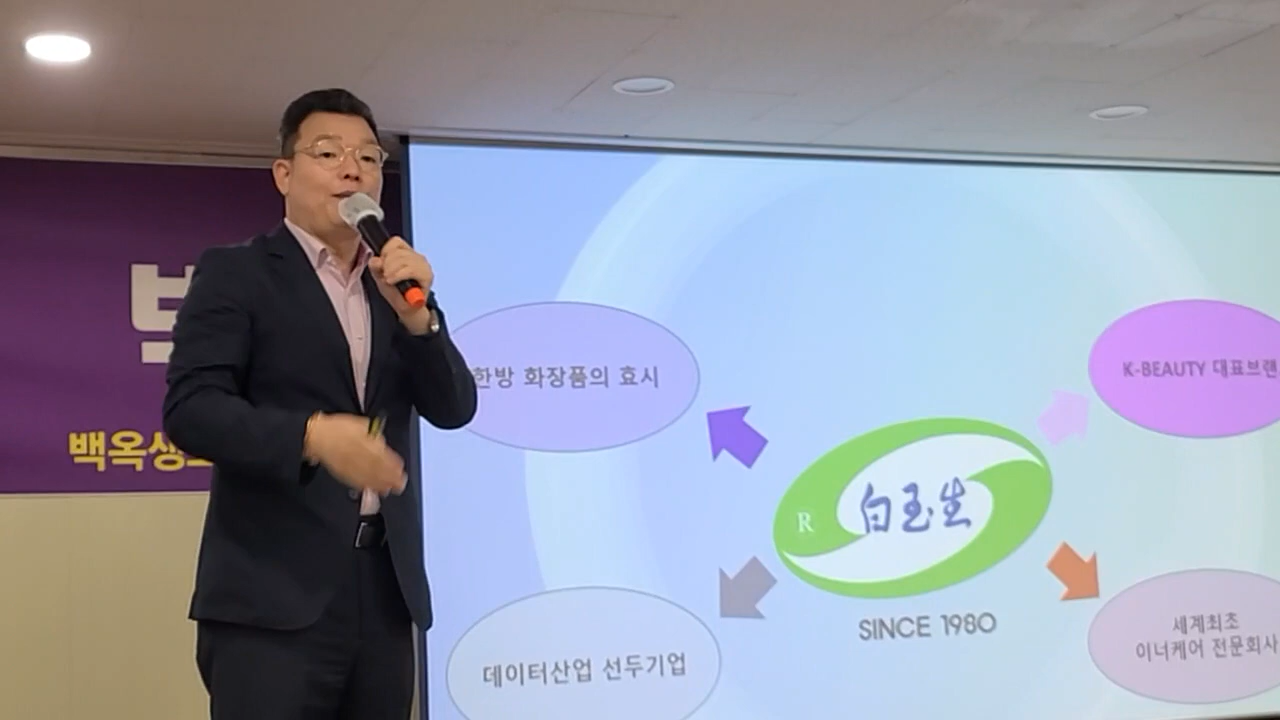 백옥생
한방 화장품의 효시
K-BEAUTY 대표브랜
R
白玉生
SINCE 1980
데이터산업 선두기업
세계최초
이너케어 전문회사